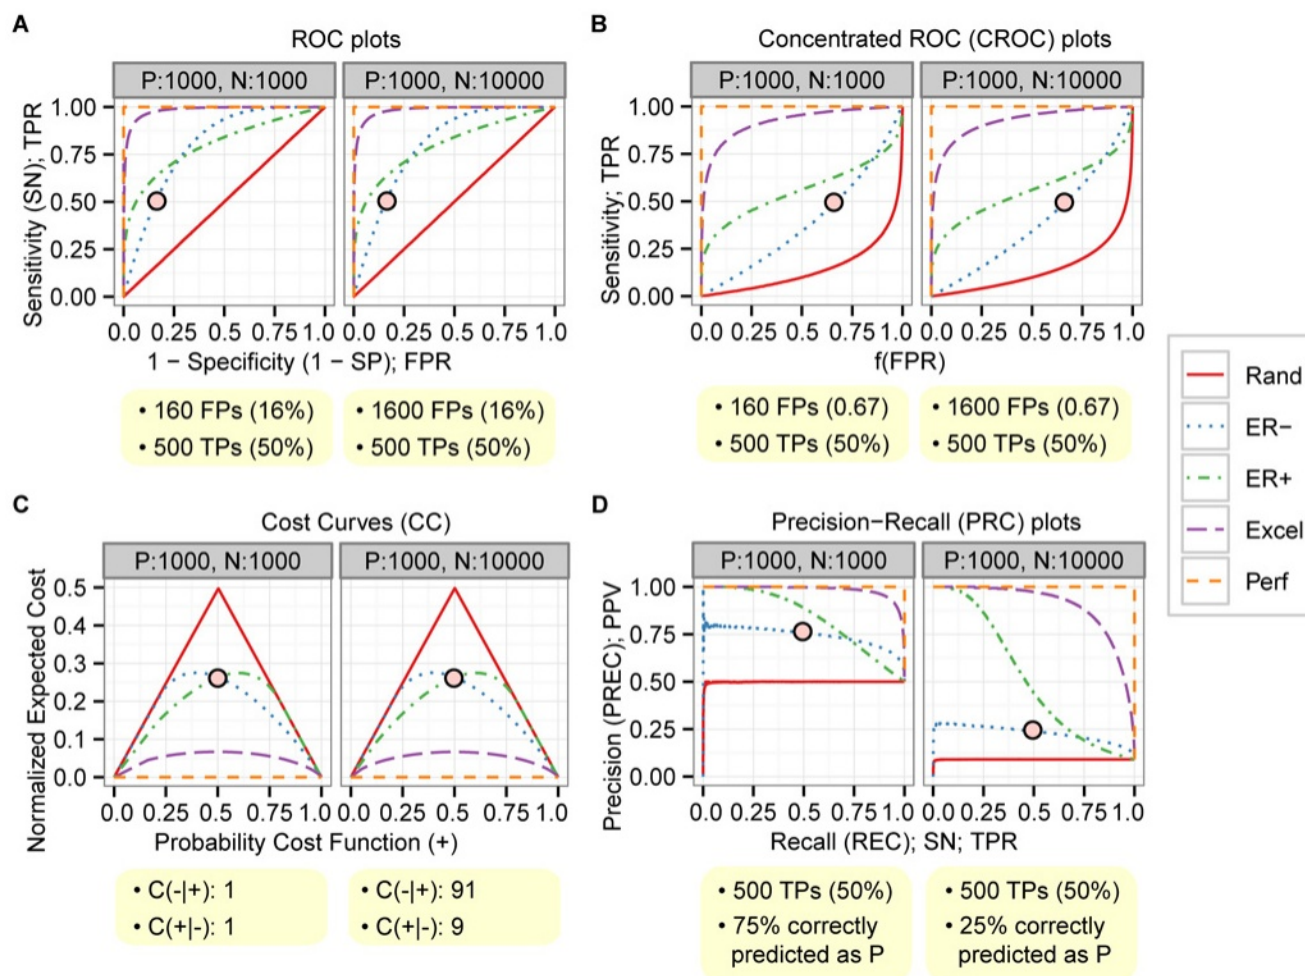 A
ROC plots
P:1000, N:1000
P:1000, N:10000
Sensitivity (SN); TPR
1.00
0.75
0.50
0.25
0.00
0.0 0.25 0.5 0.75 1.0
0.0 0.25 0.5 0.75 1.0
1 − Specificity (1 − SP); FPR
• 160 FPs (16%)
• 500 TPs (50%)
• 1600 FPs (16%)
• 500 TPs (50%)
B
Concentrated ROC (CROC) plots
P:1000, N:1000
P:1000, N:10000
Sensitivity; TPR
1.00
0.75
0.50
0.25
0.00
0.0 0.25 0.5 0.75 1.0
0.0 0.25 0.5 0.75 1.0
f(FPR)
• 160 FPs (0.67)
• 500 TPs (50%)
• 1600 FPs (0.67)
• 500 TPs (50%)
Rand
ER−
ER+
Excel
Perf
C
Cost Curves (CC)
P:1000, N:1000
P:1000, N:10000
Normalized Expected Cost
0.5
0.4
0.3
0.2
0.1
0.0
0.0 0.25 0.5 0.75 1.0
0.0 0.25 0.5 0.75 1.0
Probability Cost Function (+)
• C(-|+): 1
• C(+|-): 1
• C(-|+): 91
• C(+|-): 9
D
Precision−Recall (PRC) plots
P:1000, N:1000
P:1000, N:10000
Precision (PREC); PPV
1.00
0.75
0.50
0.25
0.00
0.0 0.25 0.5 0.75 1.0
0.0 0.25 0.5 0.75 1.0
Recall (REC); SN; TPR
• 500 TPs (50%)
• 75% correctly
predicted as P
• 500 TPs (50%)
• 25% correctly
predicted as P